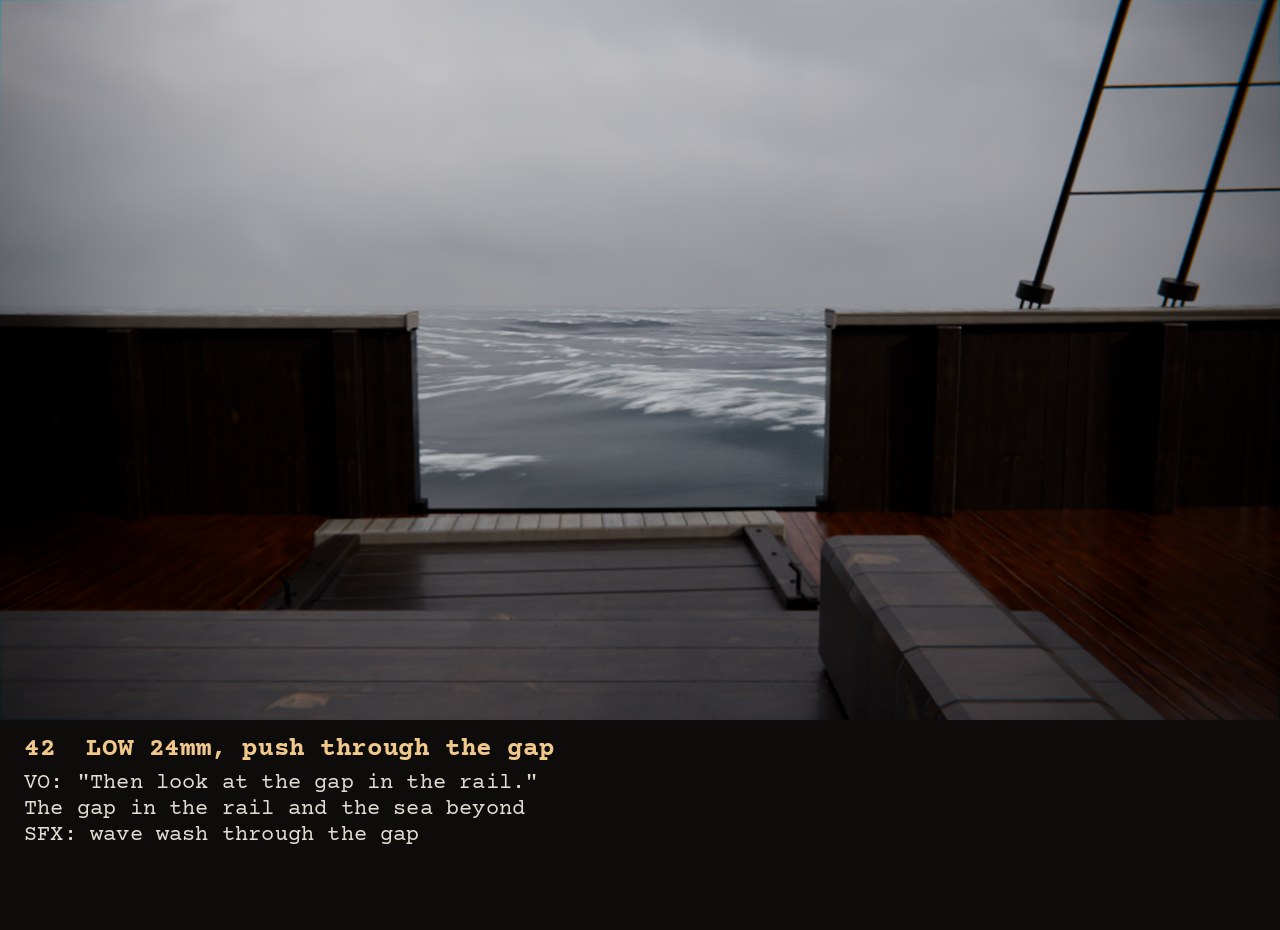 42  LOW 24mm, push through the gap
VO: "Then look at the gap in the rail."
The gap in the rail and the sea beyond
SFX: wave wash through the gap